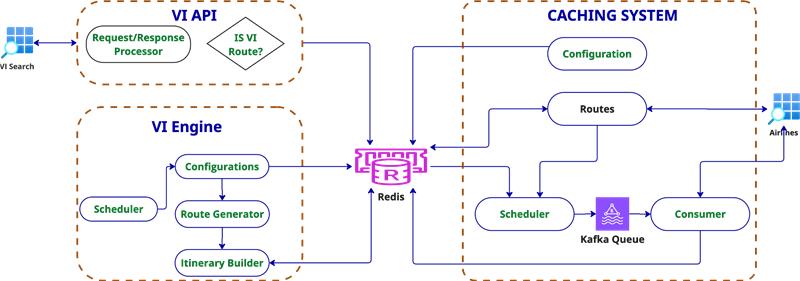 VI API
Request/Response
Processor
IS VI
Route?
VI Search
VI Engine
Configurations
Scheduler
Route Generator
Itinerary Builder
R
Redis
CACHING SYSTEM
Configuration
Routes
Airlines
Scheduler
Kafka Queue
Consumer